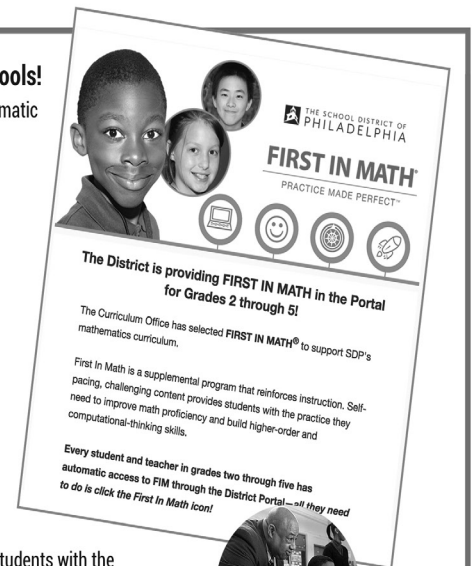 ools!
matic
THE SCHOOL DISTRICT OF
PHILADELPHIA
FIRST IN MATH®
PRACTICE MADE PERFECT™
The District is providing FIRST IN MATH in the Portal
for Grades 2 through 5!
The Curriculum Office has selected FIRST IN MATH® to support SDP's
mathematics curriculum.
First In Math is a supplemental program that reinforces instruction. Self-
pacing, challenging content provides students with the practice they
need to improve math proficiency and build higher-order and
computational-thinking skills.
Every student and teacher in grades two through five has
automatic access to FIM through the District Portal—all they need
to do is click the First In Math icon!
tudents with the